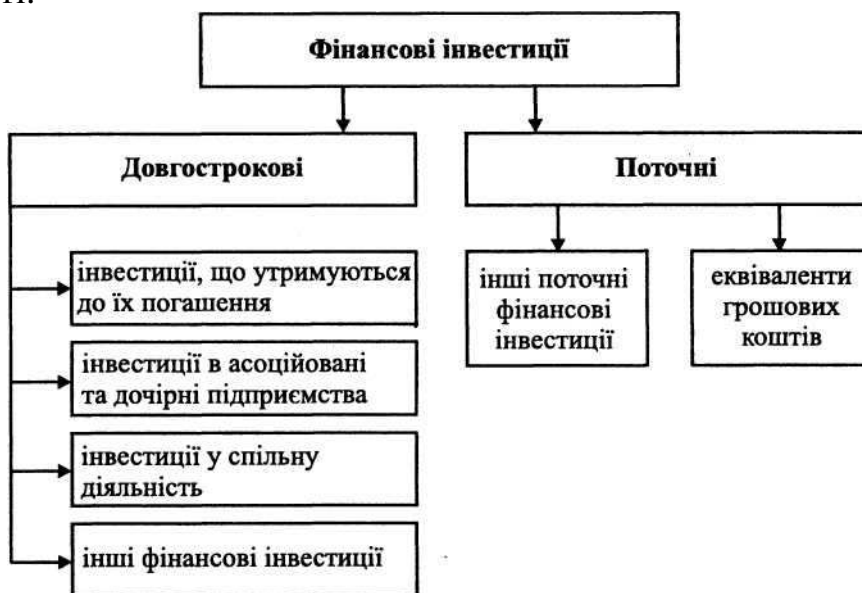 Фінансові інвестиції
Довгострокові
Поточні
інвестиції, що утримуються
до їх погашення
інвестиції в асоційовані
та дочірні підприємства
інвестиції у спільну
діяльність
інші фінансові інвестиції
інші поточні
фінансові
інвестиції
еквіваленти
грошових
коштів